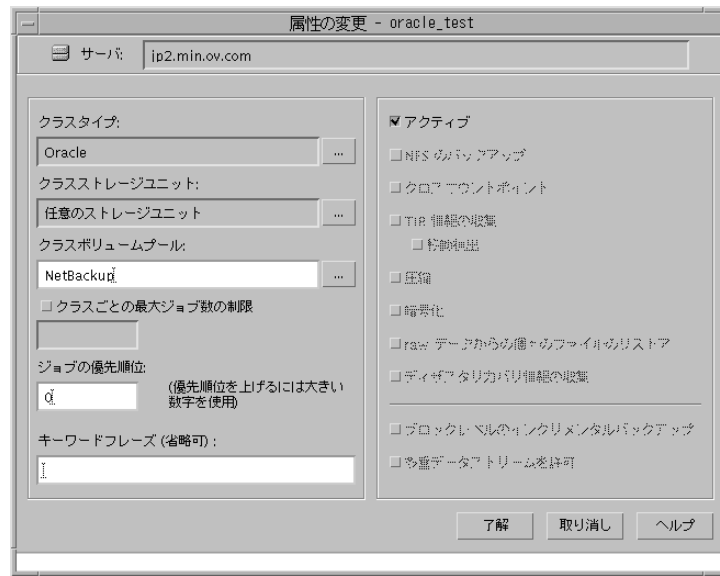 属性の変更 - oracle_test
サーバ: jp2.min.ov.com
クラスタイプ:
Oracle ...
クラスストレージユニット:
任意のストレージユニット ...
クラスボリュームプール:
NetBackup ...
クラスごとの最大ジョブ数の制限
ジョブの優先順位:
0
(優先順位を上げるには大きい
数字を使用)
キーワードフレーズ (省略可) :
アクティブ
NFS のバックアップ
クロスマウントポイント
TIR 情報の収集
移動検出
圧縮
暗号化
raw データからの個々のファイルのリストア
ディザスタリカバリ情報の収集
ブロックレベルのインクリメンタルバックアップ
多重データストリームを許可
了解 取り消し ヘルプ